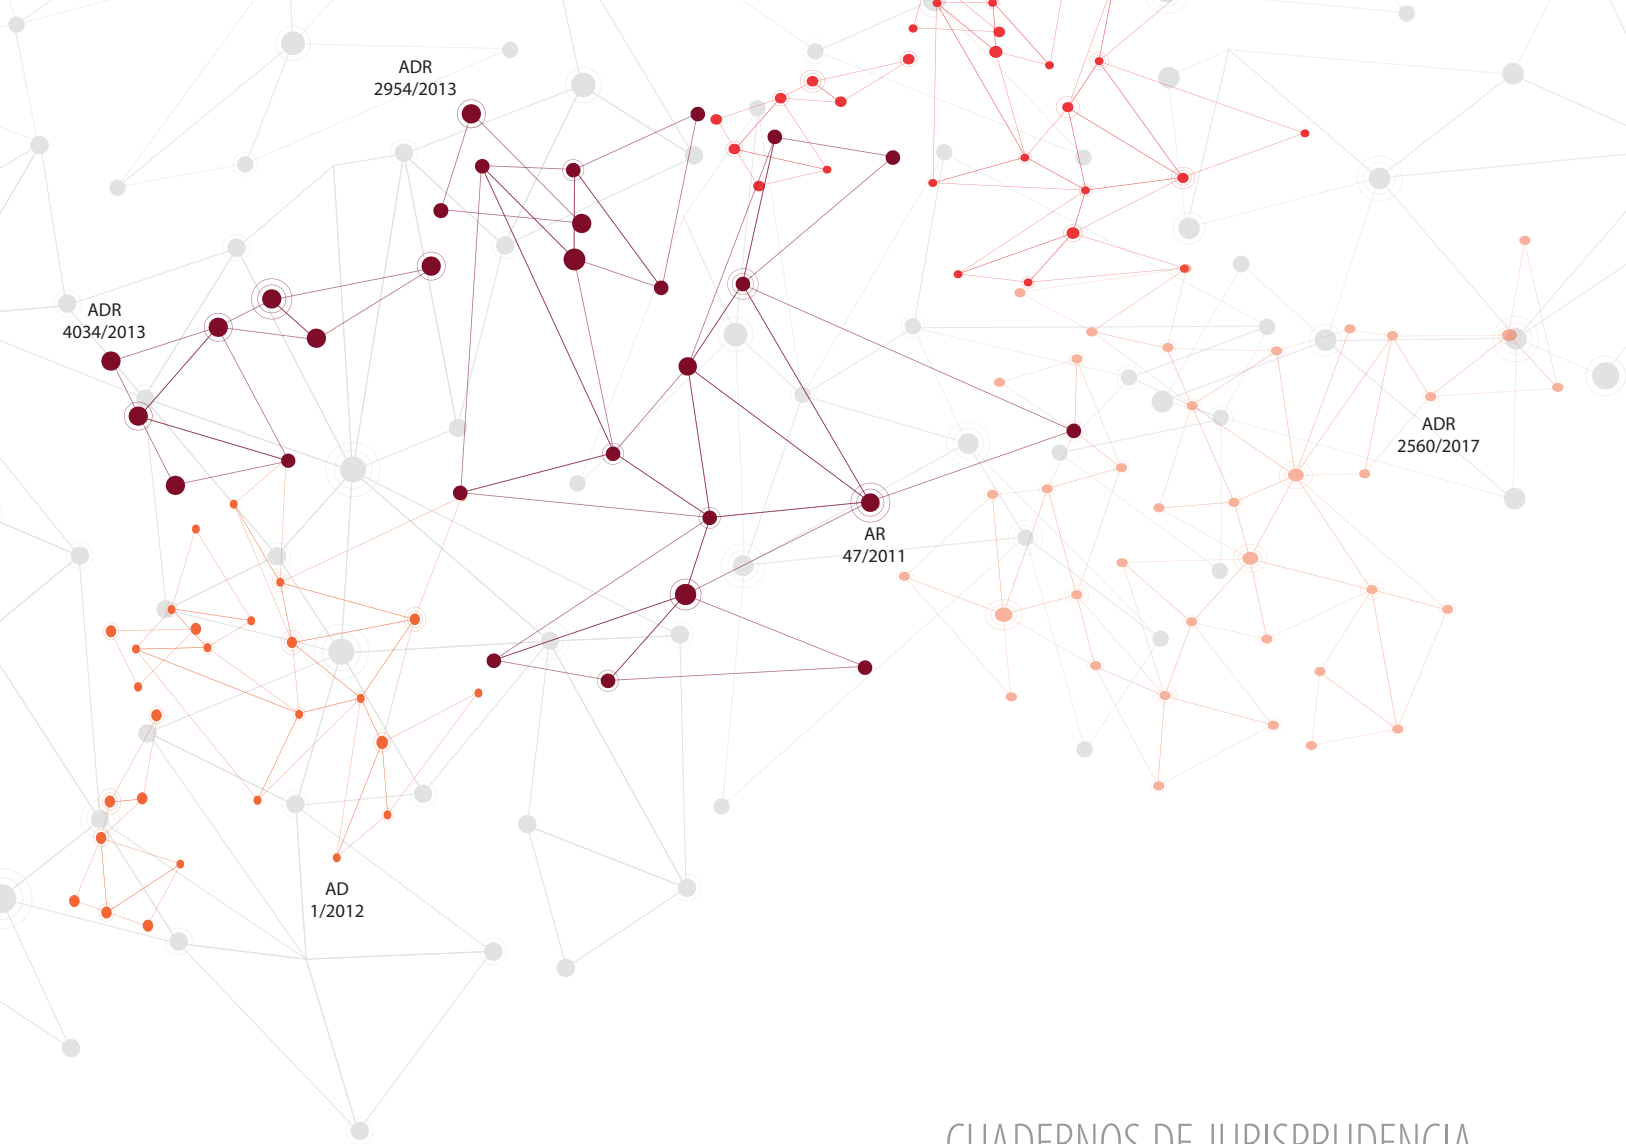 ADR
2954/2013
ADR
4034/2013
ADR
2560/2017
AR
47/2011
AD
1/2012
CUADERNOS DE JURISPRUDENCIA